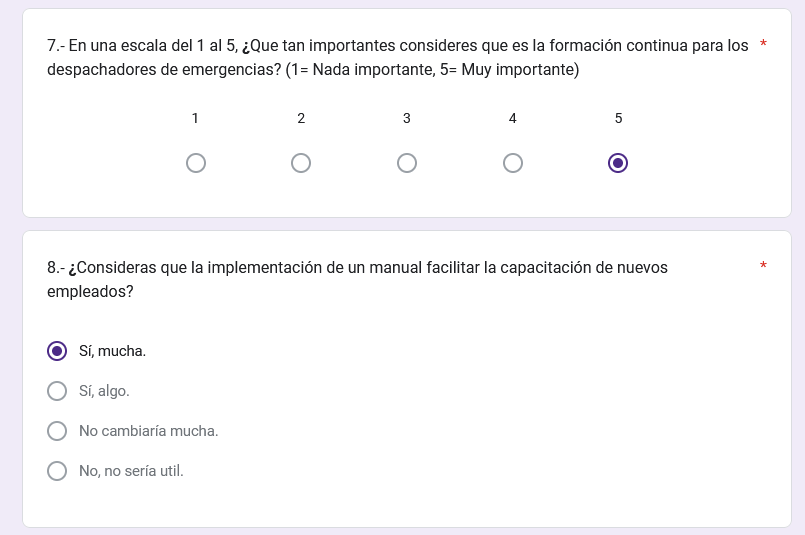 7.- En una escala del 1 al 5, ¿Que tan importantes consideres que es la formación continua para los *
despachadores de emergencias? (1= Nada importante, 5= Muy importante)
1 2 3 4 5
8.- ¿Consideras que la implementación de un manual facilitar la capacitación de nuevos *
empleados?
Sí, mucha.
Sí, algo.
No cambiaría mucha.
No, no sería util.